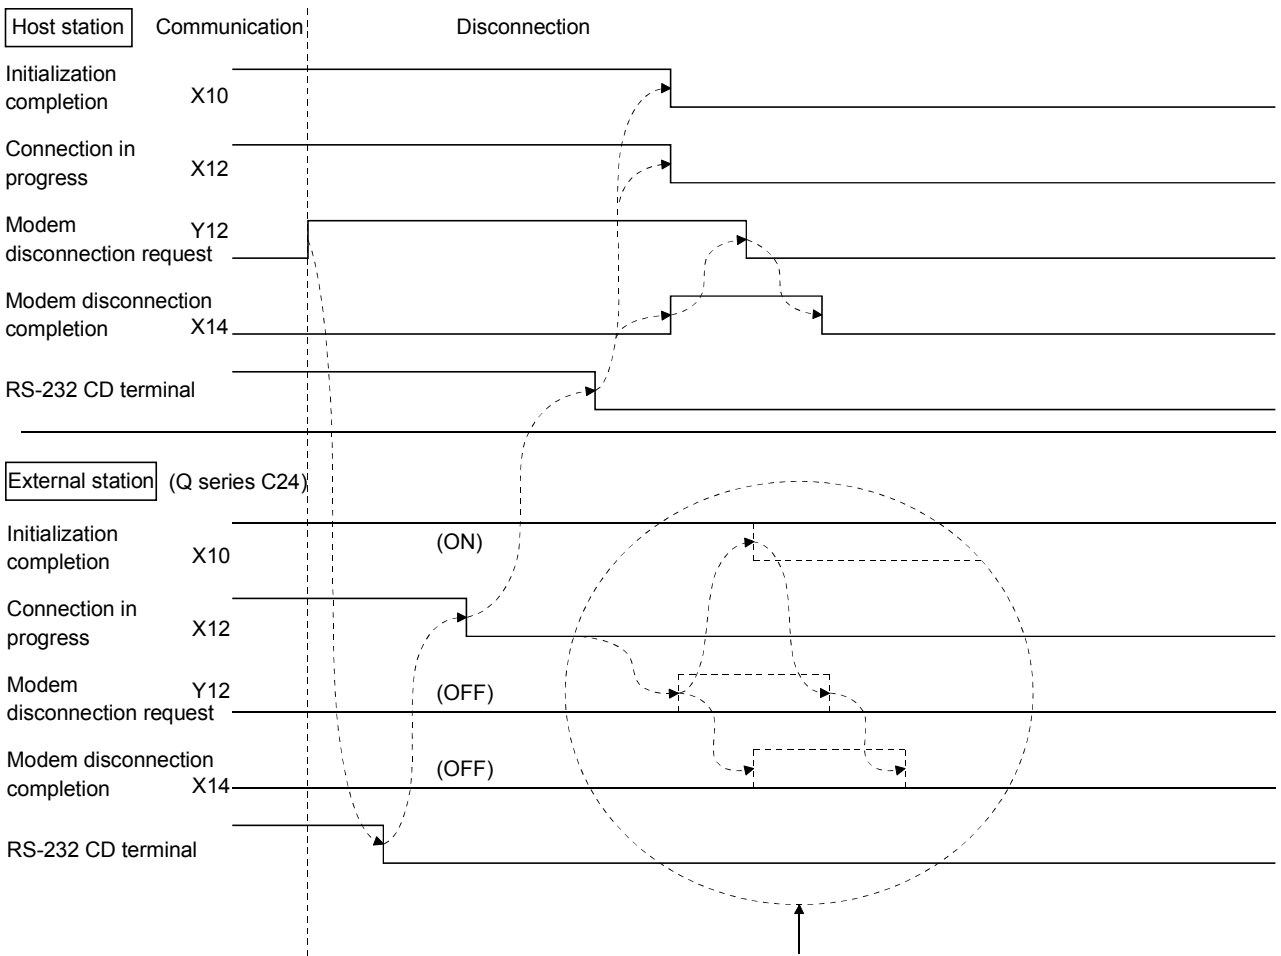 Host station Communication Disconnection
Initialization
completion X10
Connection in
progress X12
Modem Y12
disconnection request
Modem disconnection
completion X14
RS-232 CD terminal
External station (Q series C24)
Initialization (ON)
completion X10
Connection in
progress X12
Modem Y12 (OFF)
disconnection request
Modem disconnection (OFF)
completion X14
RS-232 CD terminal